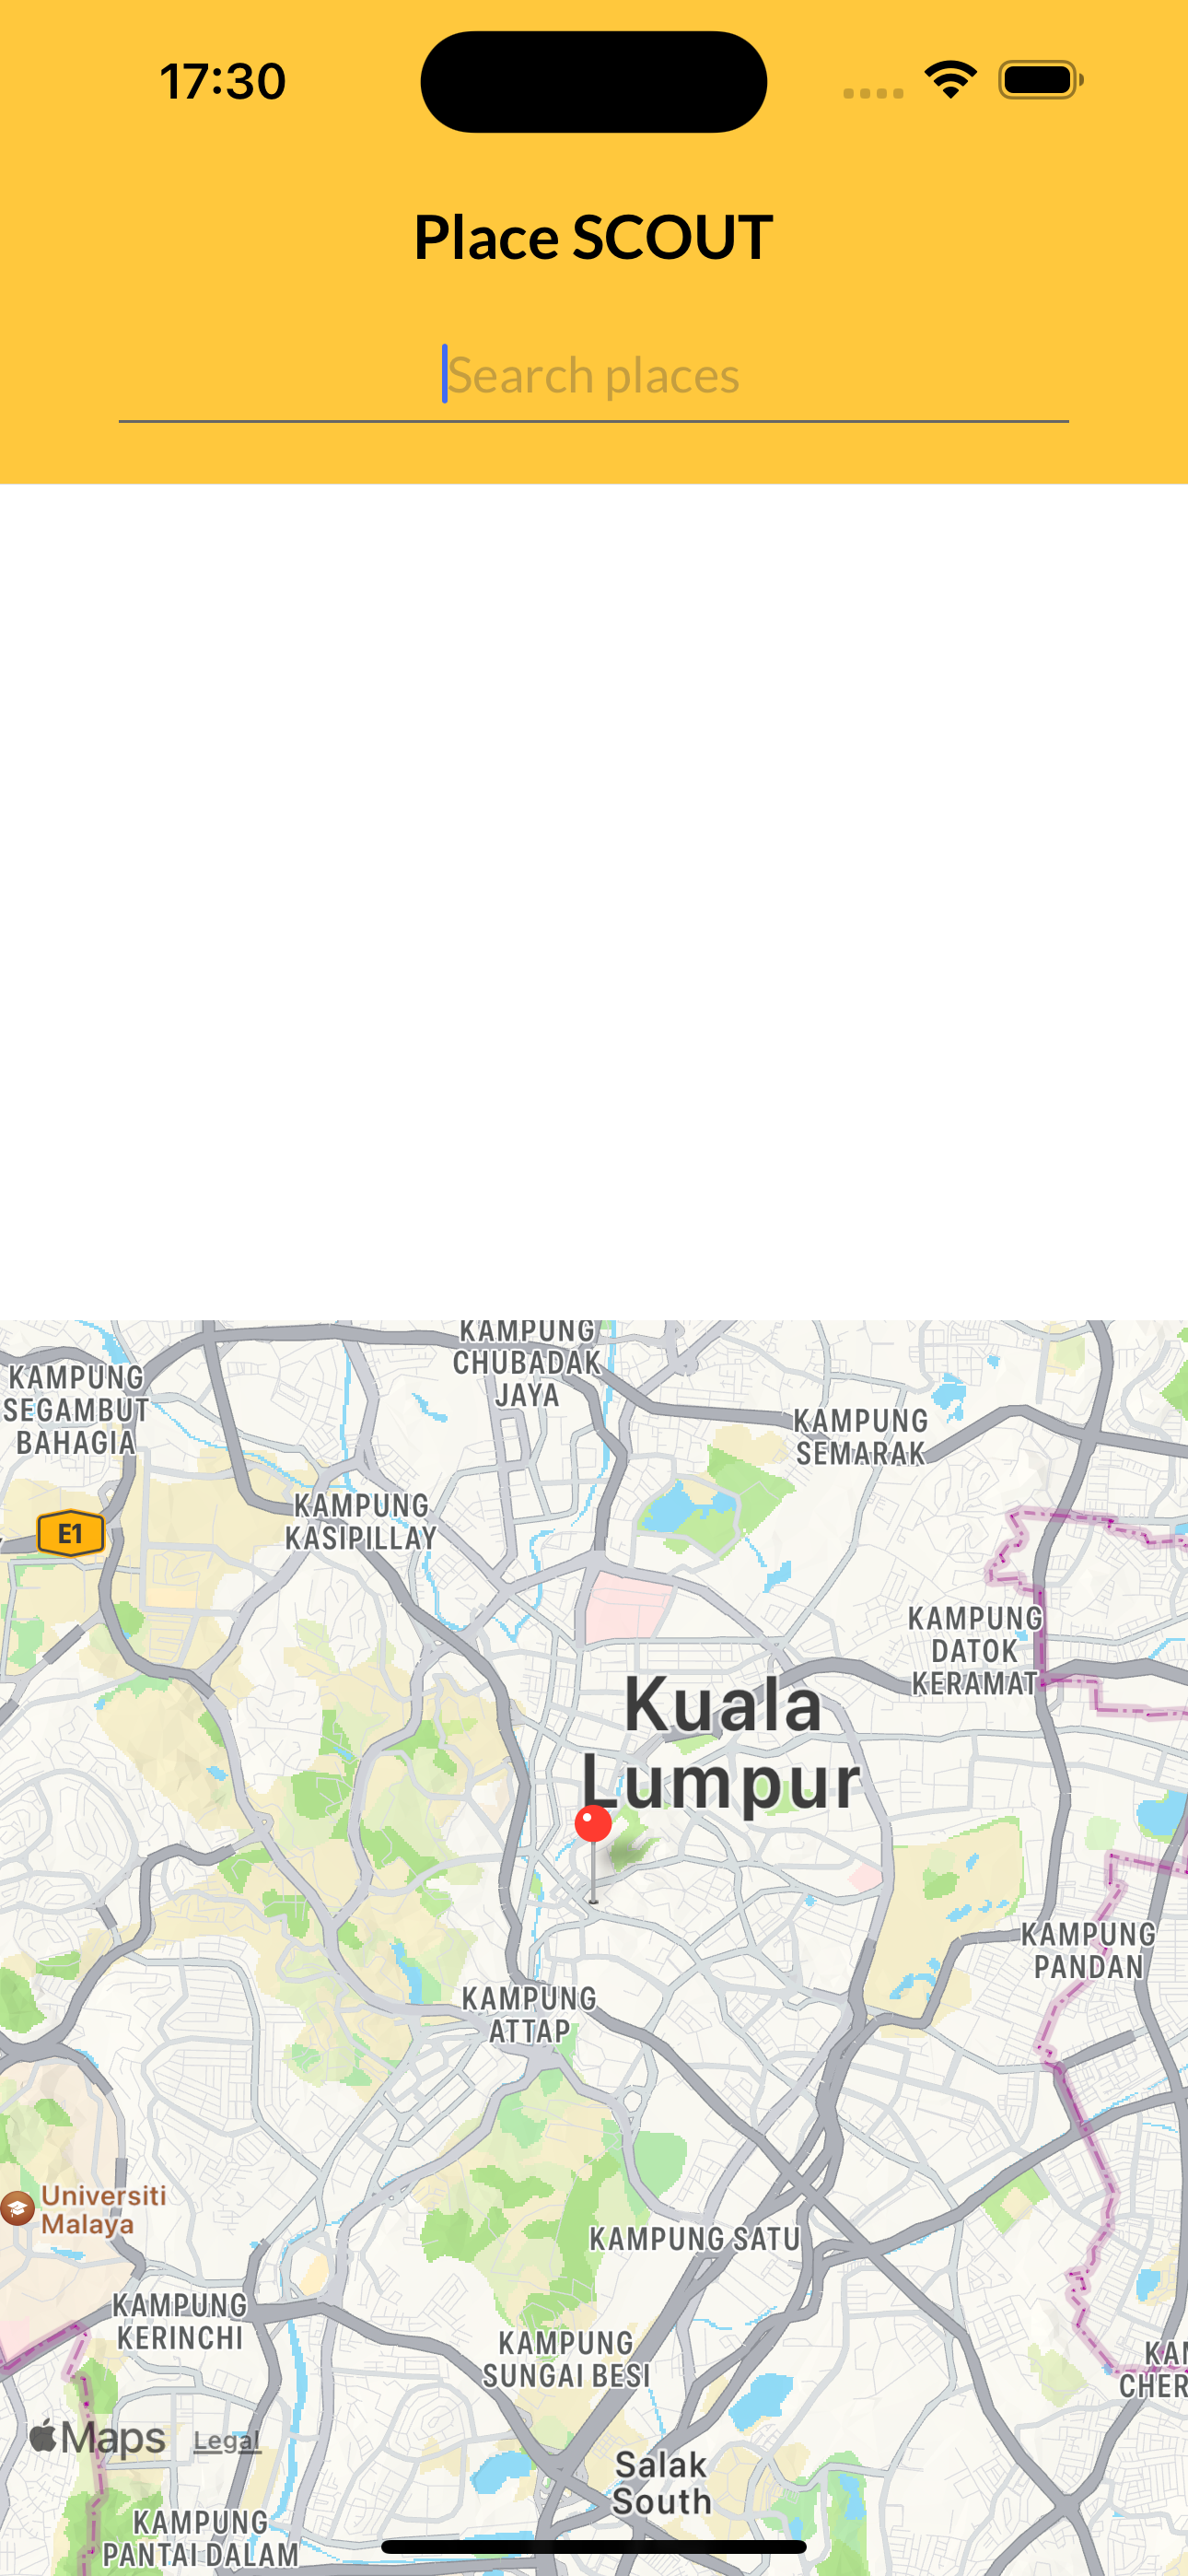 17:30
Place SCOUT
Search places
KAMPUNG
CHUBADAK
JAYA
KAMPUNG
SEGAMBUT
BAHAGIA
KAMPUNG
SEMARAK
KAMPUNG
KASIPILLAY
E1
KAMPUNG
DATOK
KERAMAT
Kuala
Lumpur
KAMPUNG
PANDAN
KAMPUNG
ATTAP
Universiti
Malaya
KAMPUNG SATU
KAMPUNG
KERINCHI
KAMPUNG
SUNGAI BESI
KAM
CHER
Maps Legal
Salak
South
KAMPUNG
PANTAI DALAM